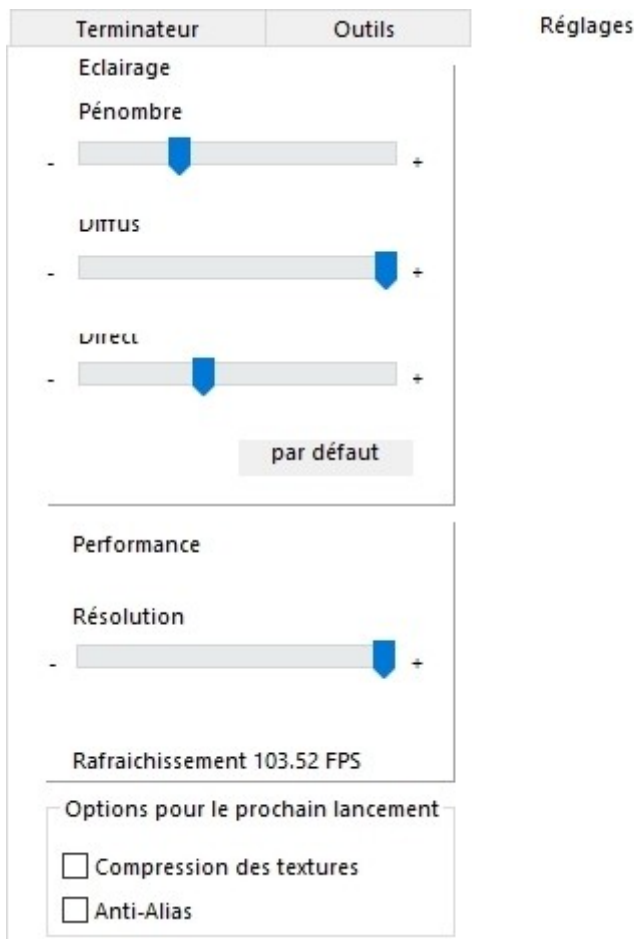 Terminateur Outils Réglages
Eclairage
Pénombre
- +
Diffus
- +
Direct
- +
par défaut
Performance
Résolution
- +
Rafraichissement 103.52 FPS
Options pour le prochain lancement
Compression des textures
Anti-Alias